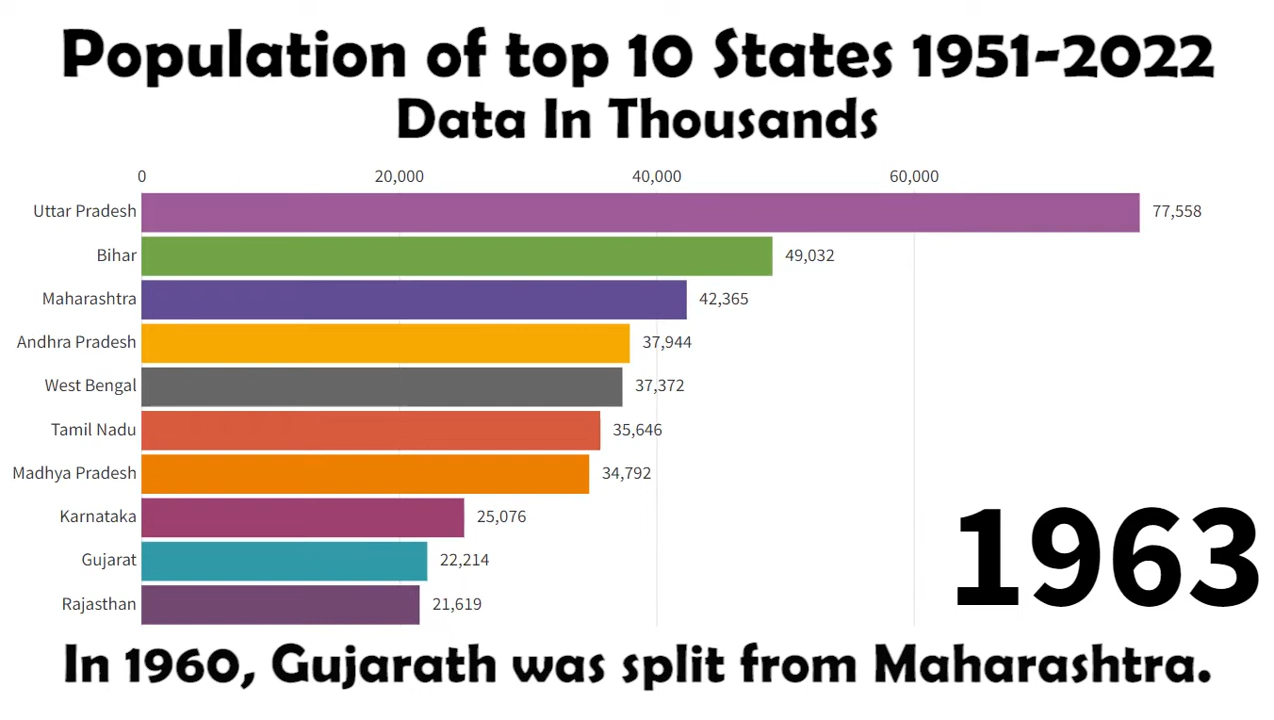 Population of top 10 States 1951-2022
Data In Thousands
0 20,000 40,000 60,000
Uttar Pradesh 77,558
Bihar 49,032
Maharashtra 42,365
Andhra Pradesh 37,944
West Bengal 37,372
Tamil Nadu 35,646
Madhya Pradesh 34,792
Karnataka 25,076
Gujarat 22,214
Rajasthan 21,619
1963
In 1960, Gujarath was split from Maharashtra.